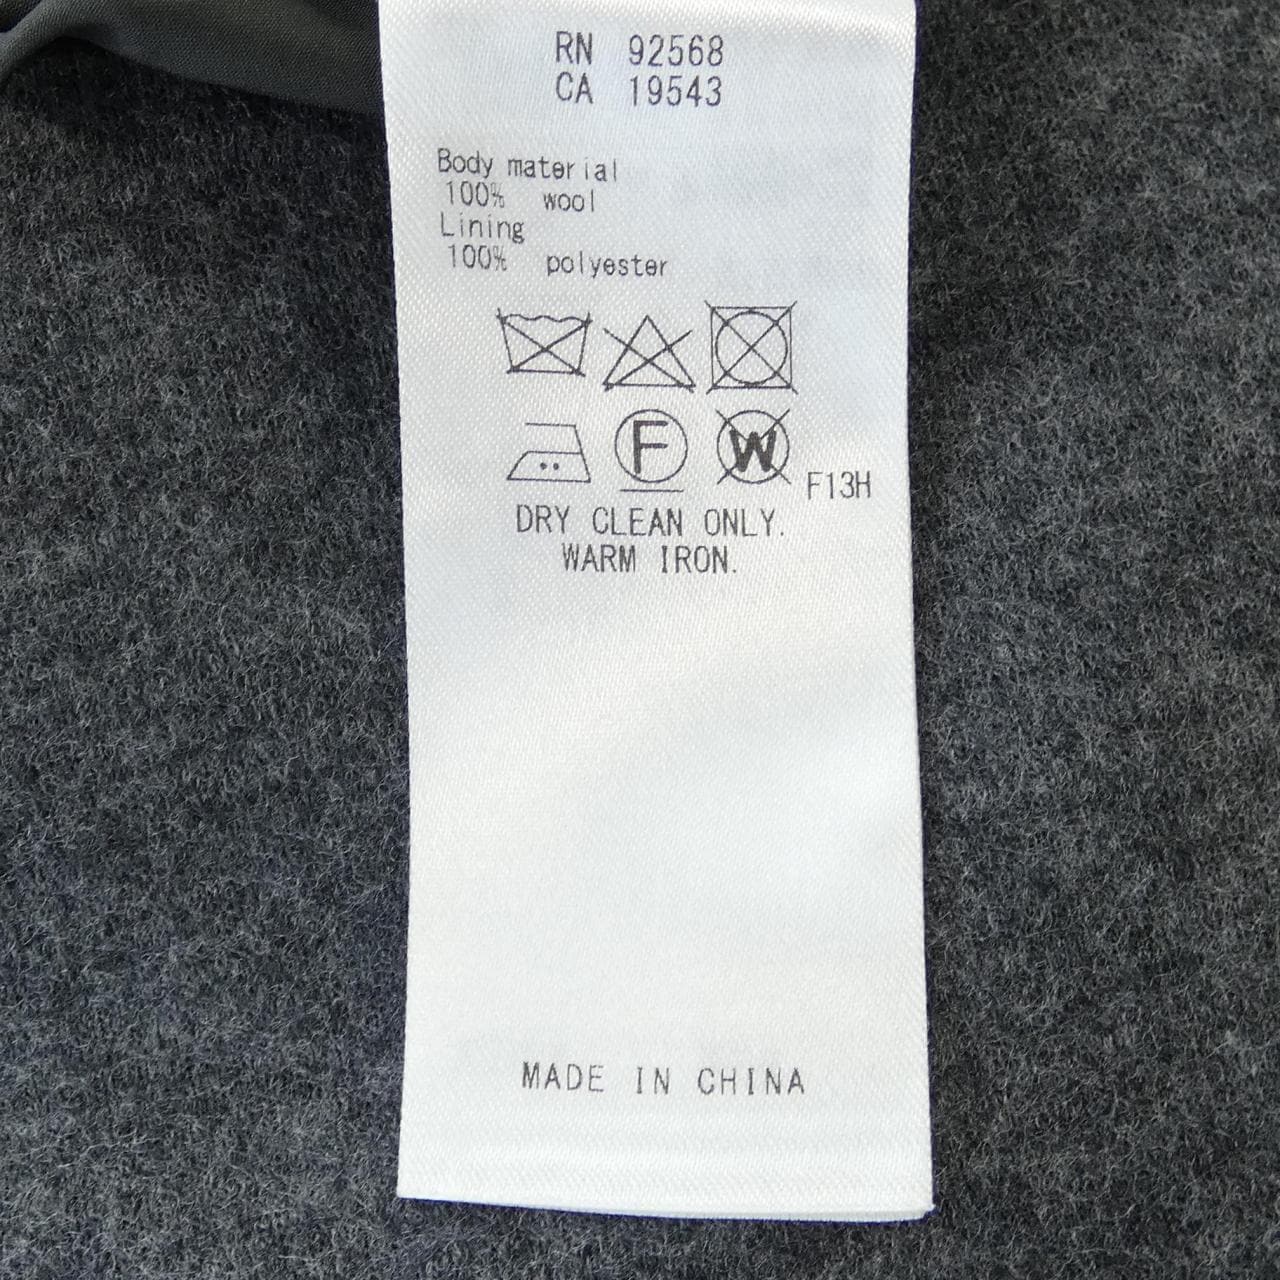 RN 92568
CA 19543
Body material
100% wool
Lining
100% polyester
F W F13H
DRY CLEAN ONLY.
WARM IRON.
MADE IN CHINA